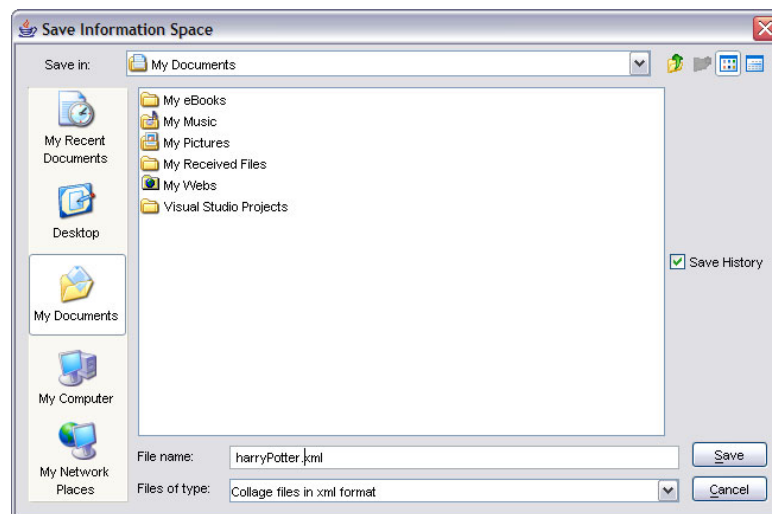 Save Information Space
Save in:
My Documents
My eBooks
My Music
My Pictures
My Received Files
My Webs
Visual Studio Projects
My Recent
Documents
Desktop
My Documents
My Computer
My Network
Places
Save History
File name:
harryPotter.xml
Save
Files of type:
Collage files in xml format
Cancel